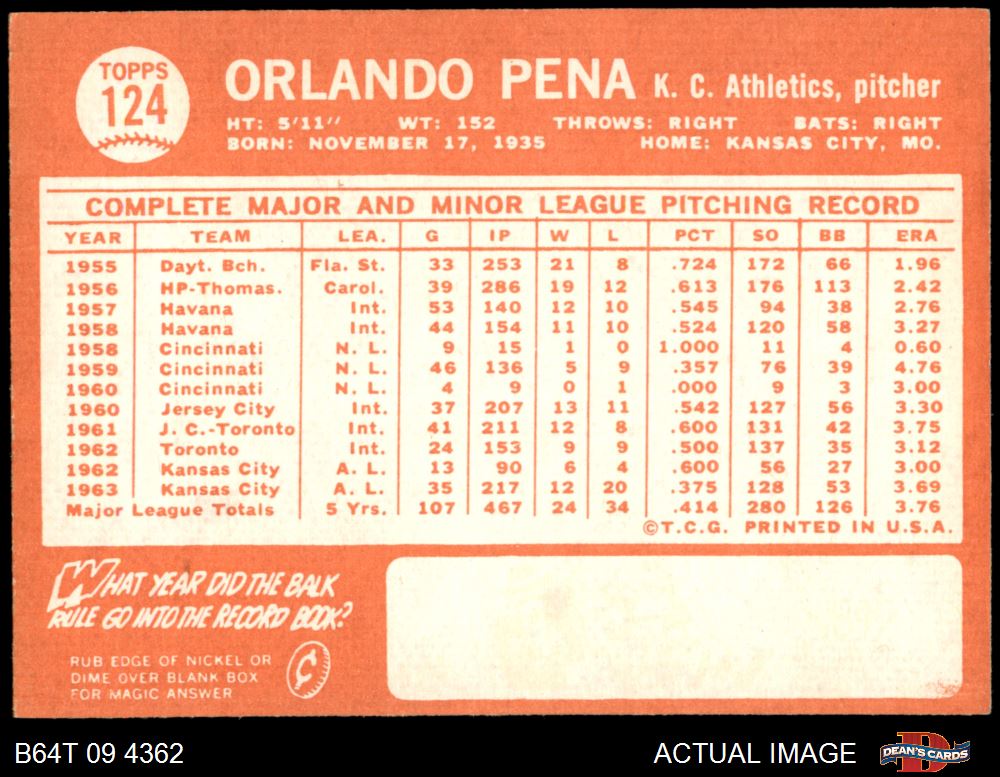 TOPPS
124
ORLANDO PENA K. C. Athletics, pitcher
HT: 5'11" WT: 152 THROWS: RIGHT BATS: RIGHT
BORN: NOVEMBER 17, 1935 HOME: KANSAS CITY, MO.
COMPLETE MAJOR AND MINOR LEAGUE PITCHING RECORD
YEAR TEAM LEA. G IP W L PCT SO BB ERA
1955 Dayt. Bch. Fla. St. 33 253 21 8 .724 172 66 1.96
1956 HP-Thomas. Carol. 39 286 19 12 .613 176 113 2.42
1957 Havana Int. 53 140 12 10 .545 94 38 2.76
1958 Havana Int. 44 154 11 10 .524 120 58 3.27
1958 Cincinnati N. L. 9 15 1 0 1.000 11 4 0.60
1959 Cincinnati N. L. 46 136 5 9 .357 76 39 4.76
1960 Cincinnati N. L. 4 9 0 1 .000 9 3 3.00
1960 Jersey City Int. 37 207 13 11 .542 127 56 3.30
1961 J. C.-Toronto Int. 41 211 12 8 .600 131 42 3.75
1962 Toronto Int. 24 153 9 9 .500 137 35 3.12
1962 Kansas City A. L. 13 90 6 4 .600 56 27 3.00
1963 Kansas City A. L. 35 217 12 20 .375 128 53 3.69
Major League Totals 5 Yrs. 107 467 24 34 .414 280 126 3.76
©T.C.G. PRINTED IN U.S.A.
WHAT YEAR DID THE BALK
RULE GO INTO THE RECORD BOOK?
RUB EDGE OF NICKEL OR
DIME OVER BLANK BOX
FOR MAGIC ANSWER
¢
B64T 09 4362 ACTUAL IMAGE
DEAN'S CARDS